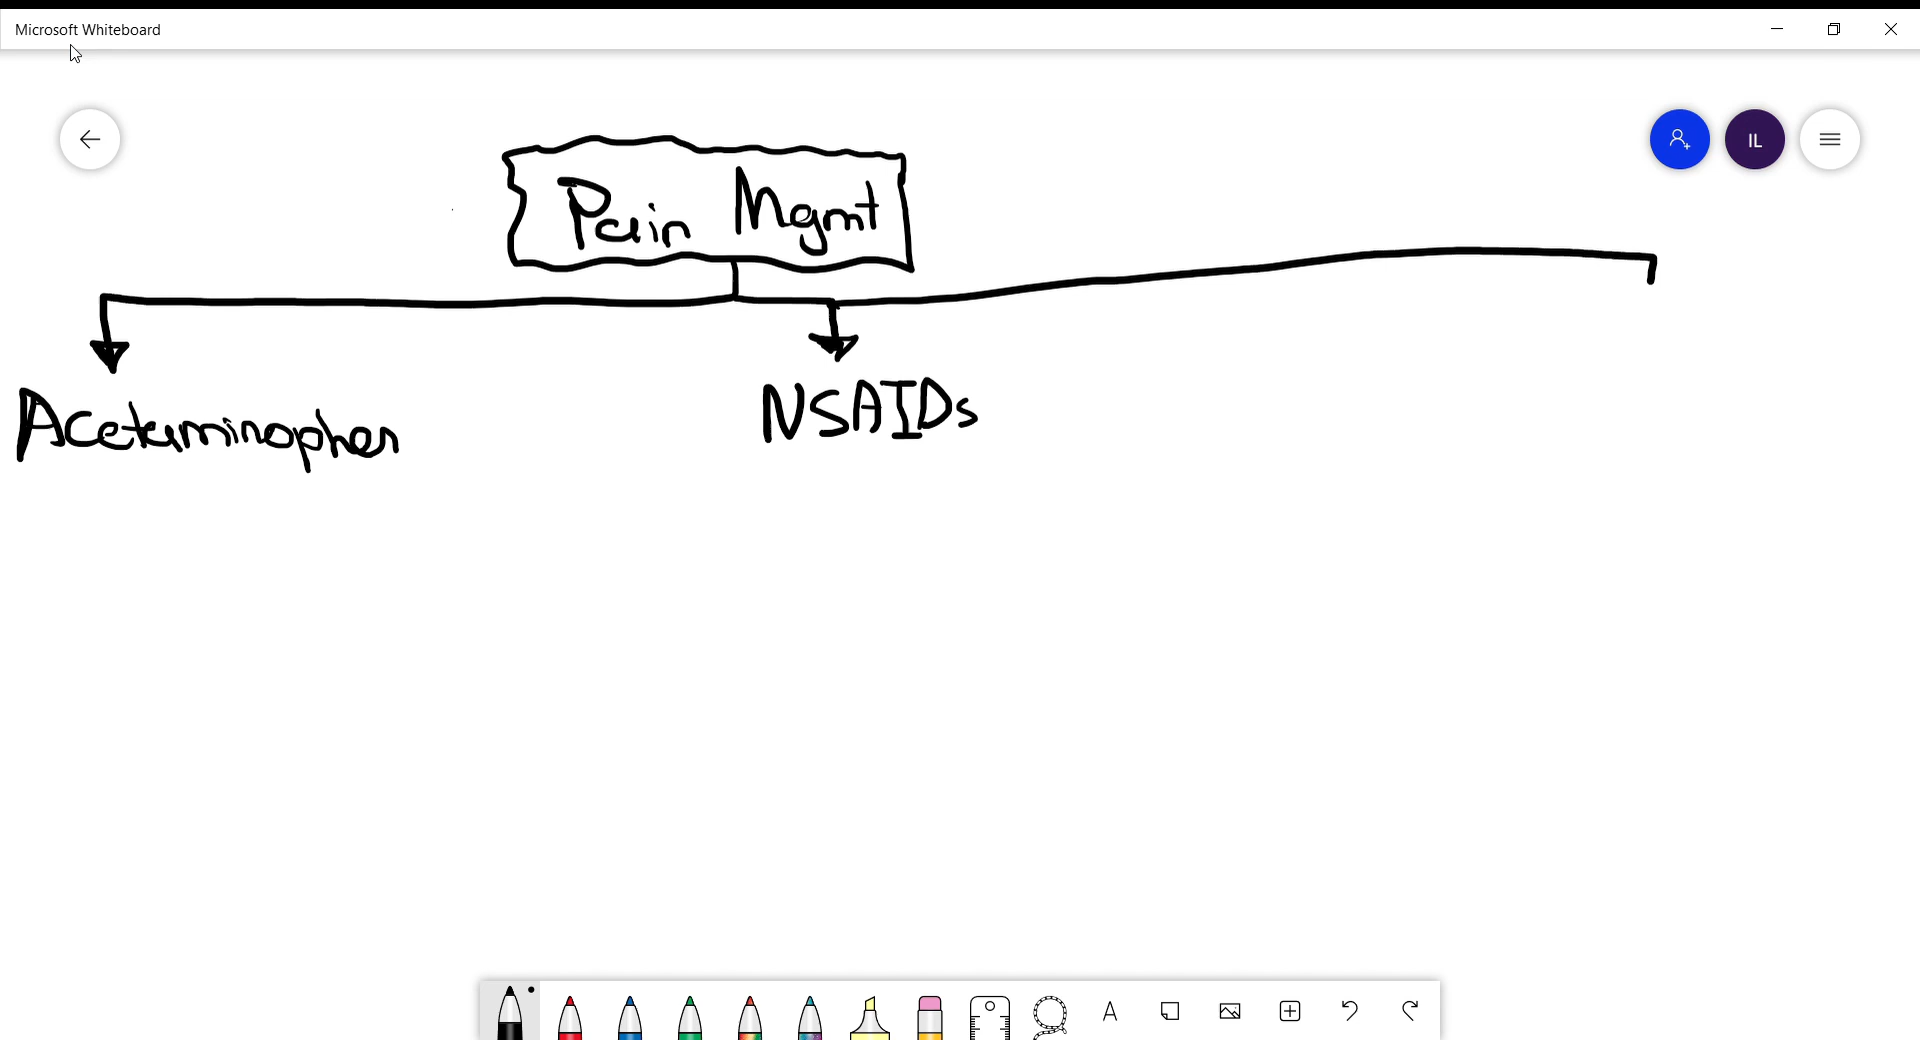 Microsoft Whiteboard
IL
Pain Mgmt
Acetaminophen
NSAIDs
A